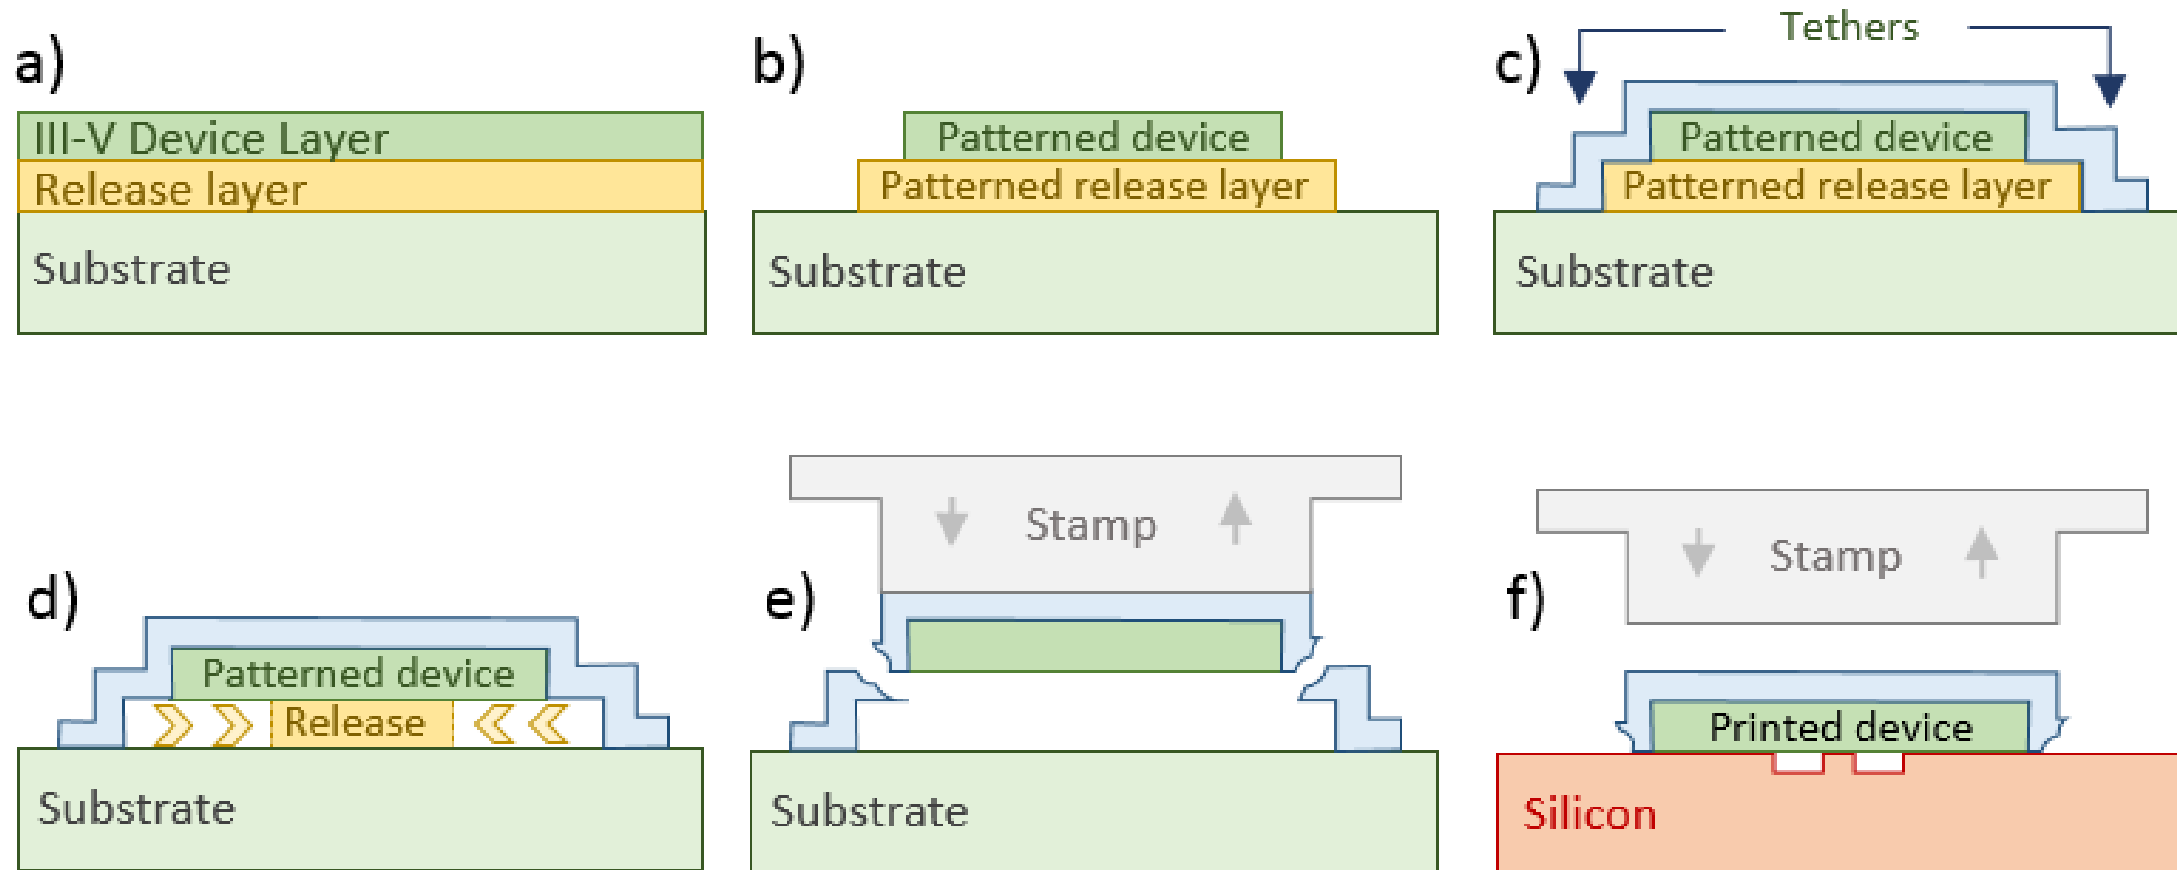 a)
III-V Device Layer
Release layer
Substrate
b)
Patterned device
Patterned release layer
Substrate
c)
Tethers
Patterned device
Patterned release layer
Substrate
d)
Patterned device
Release
Substrate
e)
Stamp
Substrate
f)
Stamp
Printed device
Silicon